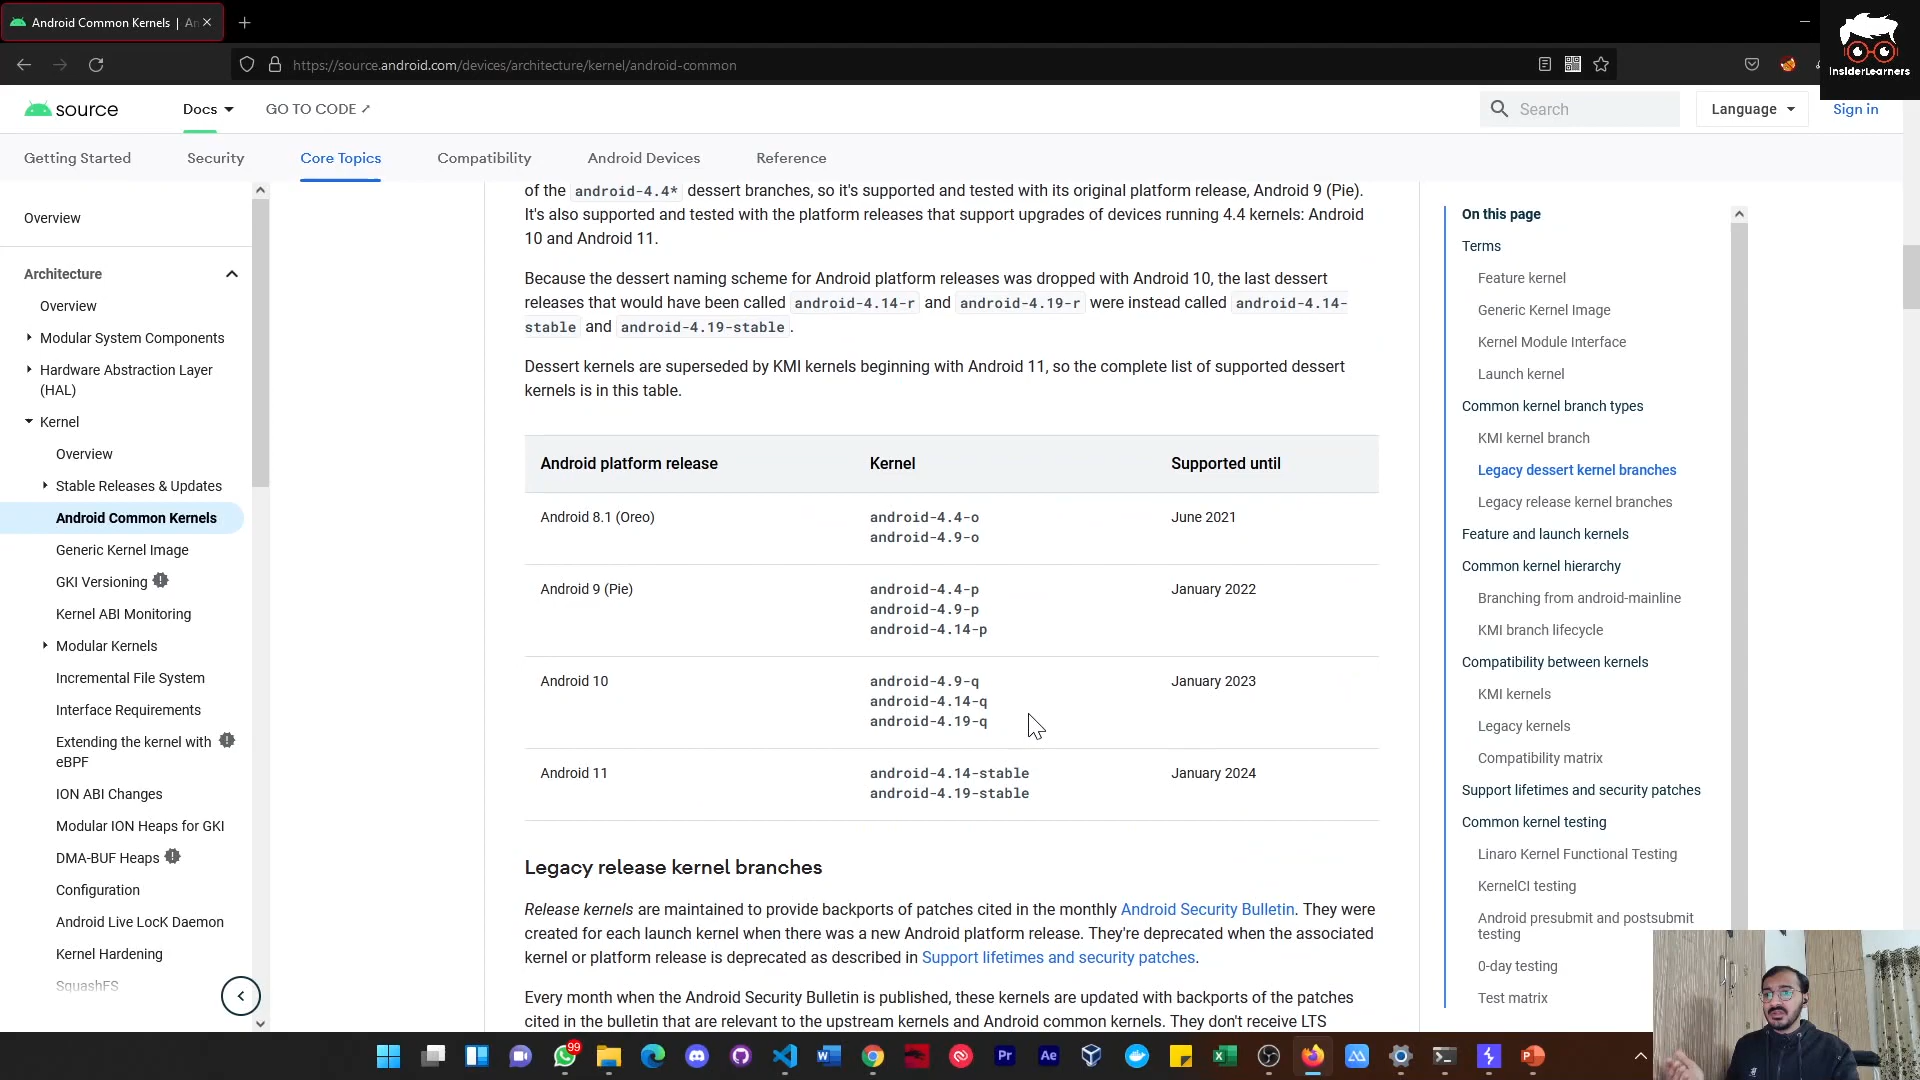 Android Common Kernels | An
https://source.android.com/devices/architecture/kernel/android-common
InsiderLearners
source
Docs
GO TO CODE ↗
Search
Language
Sign in
Getting Started
Security
Core Topics
Compatibility
Android Devices
Reference
Overview
Architecture
Overview
Modular System Components
Hardware Abstraction Layer
(HAL)
Kernel
Overview
Stable Releases & Updates
Android Common Kernels
Generic Kernel Image
GKI Versioning
Kernel ABI Monitoring
Modular Kernels
Incremental File System
Interface Requirements
Extending the kernel with
eBPF
ION ABI Changes
Modular ION Heaps for GKI
DMA-BUF Heaps
Configuration
Android Live LocK Daemon
Kernel Hardening
SquashFS
of the android-4.4* dessert branches, so it's supported and tested with its original platform release, Android 9 (Pie).
It's also supported and tested with the platform releases that support upgrades of devices running 4.4 kernels: Android
10 and Android 11.
Because the dessert naming scheme for Android platform releases was dropped with Android 10, the last dessert
releases that would have been called android-4.14-r and android-4.19-r were instead called android-4.14-
stable and android-4.19-stable.
Dessert kernels are superseded by KMI kernels beginning with Android 11, so the complete list of supported dessert
kernels is in this table.
Android platform release Kernel Supported until
Android 8.1 (Oreo) android-4.4-o June 2021
android-4.9-o
Android 9 (Pie) android-4.4-p January 2022
android-4.9-p
android-4.14-p
Android 10 android-4.9-q January 2023
android-4.14-q
android-4.19-q
Android 11 android-4.14-stable January 2024
android-4.19-stable
Legacy release kernel branches
Release kernels are maintained to provide backports of patches cited in the monthly Android Security Bulletin. They were
created for each launch kernel when there was a new Android platform release. They're deprecated when the associated
kernel or platform release is deprecated as described in Support lifetimes and security patches.
Every month when the Android Security Bulletin is published, these kernels are updated with backports of the patches
cited in the bulletin that are relevant to the upstream kernels and Android common kernels. They don't receive LTS
On this page
Terms
Feature kernel
Generic Kernel Image
Kernel Module Interface
Launch kernel
Common kernel branch types
KMI kernel branch
Legacy dessert kernel branches
Legacy release kernel branches
Feature and launch kernels
Common kernel hierarchy
Branching from android-mainline
KMI branch lifecycle
Compatibility between kernels
KMI kernels
Legacy kernels
Compatibility matrix
Support lifetimes and security patches
Common kernel testing
Linaro Kernel Functional Testing
KernelCI testing
Android presubmit and postsubmit
testing
0-day testing
Test matrix
99
Pr
Ae